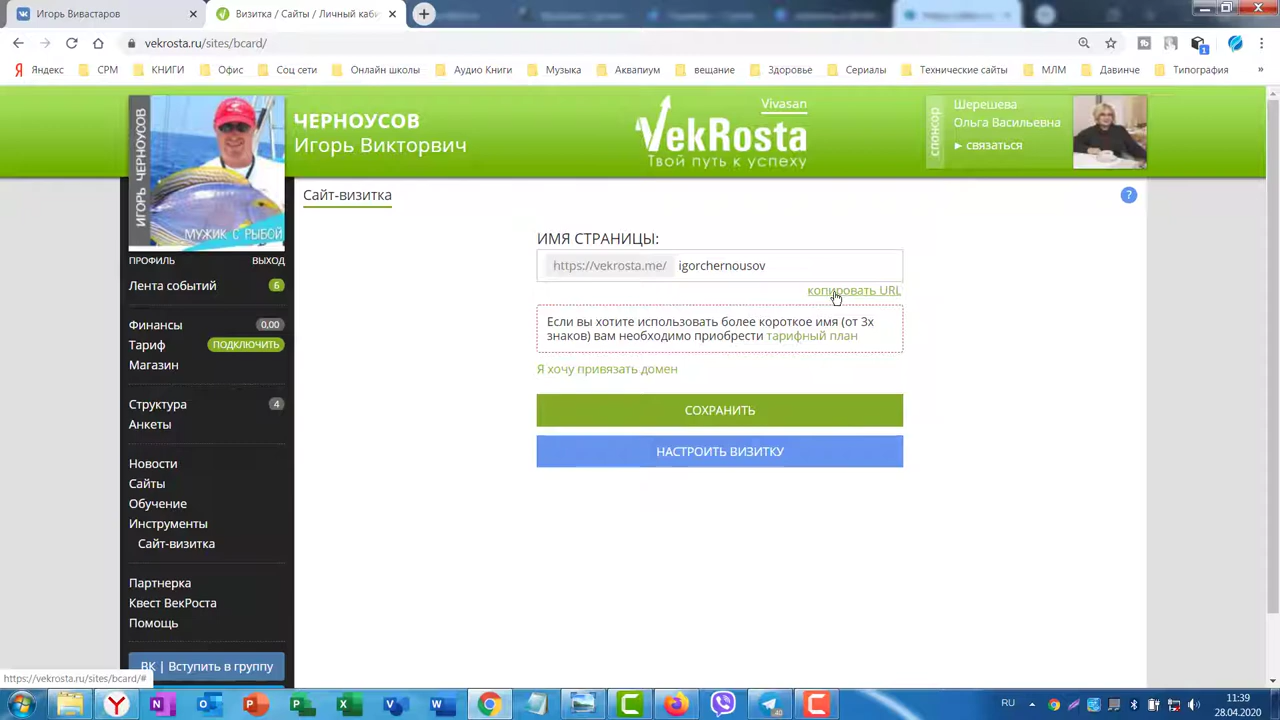 Игорь Вивастаров
Визитка / Сайты / Личный каби
vekrosta.ru/sites/bcard/
Яндекс СРМ КНИГИ Офис Соц сети Онлайн школы Аудио Книги Музыка Аквапиум вещание Здоровье Сериалы Технические сайты МЛМ Давинче Типография »
ИГОРЬ ЧЕРНОУСОВ
МУЖИК С РЫБОЙ
ЧЕРНОУСОВ
Игорь Викторвич
Vivasan
VekRosta
Твой путь к успеху
спонсор
Шерешева
Ольга Васильевна
► связаться
ПРОФИЛЬ ВЫХОД
Лента событий 6
Финансы 0,00
Тариф ПОДКЛЮЧИТЬ
Магазин
Структура 4
Анкеты
Новости
Сайты
Обучение
Инструменты
Сайт-визитка
Партнерка
Квест ВекРоста
Помощь
ВК | Вступить в группу
Сайт-визитка
?
ИМЯ СТРАНИЦЫ:
https://vekrosta.me/ igorchernousov
копировать URL
Если вы хотите использовать более короткое имя (от 3х
знаков) вам необходимо приобрести тарифный план
Я хочу привязать домен
СОХРАНИТЬ
НАСТРОИТЬ ВИЗИТКУ
https://vekrosta.ru/sites/bcard/#
RU
11:39
28.04.2020